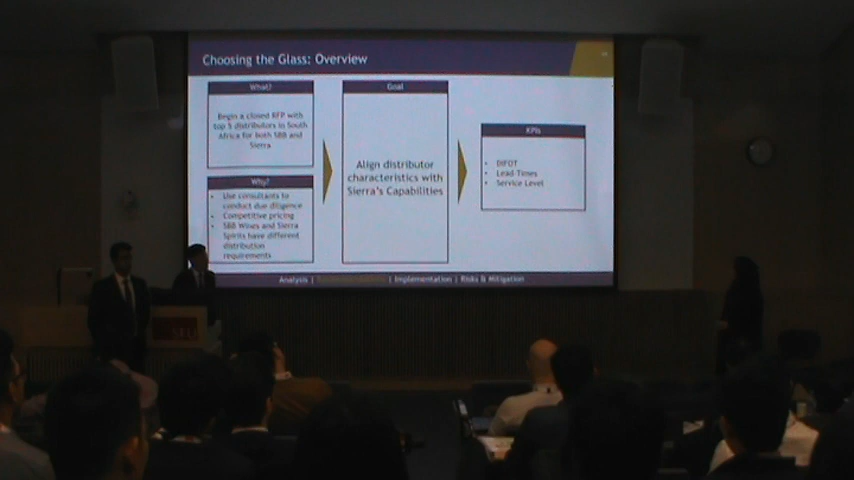 Choosing the Glass: Overview
What?
Begin a closed RFP with
top 5 distributors in South
Africa for both SBB and
Sierra
Why?
• Use consultants to
conduct due diligence
• Competitive pricing
• SBB Wines and Sierra
Spirits have different
distribution
requirements
Goal
Align distributor
characteristics with
Sierra's Capabilities
KPIs
• DIFOT
• Lead-Times
• Service Level
Analysis | | Implementation | Risks & Mitigation
SFU